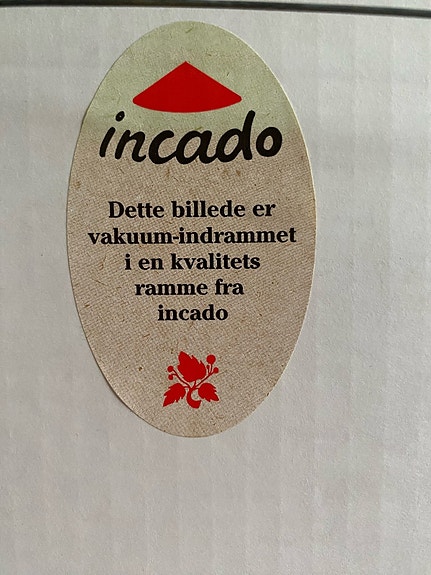 incado
Dette billede er
vakuum-indrammet
i en kvalitets
ramme fra
incado